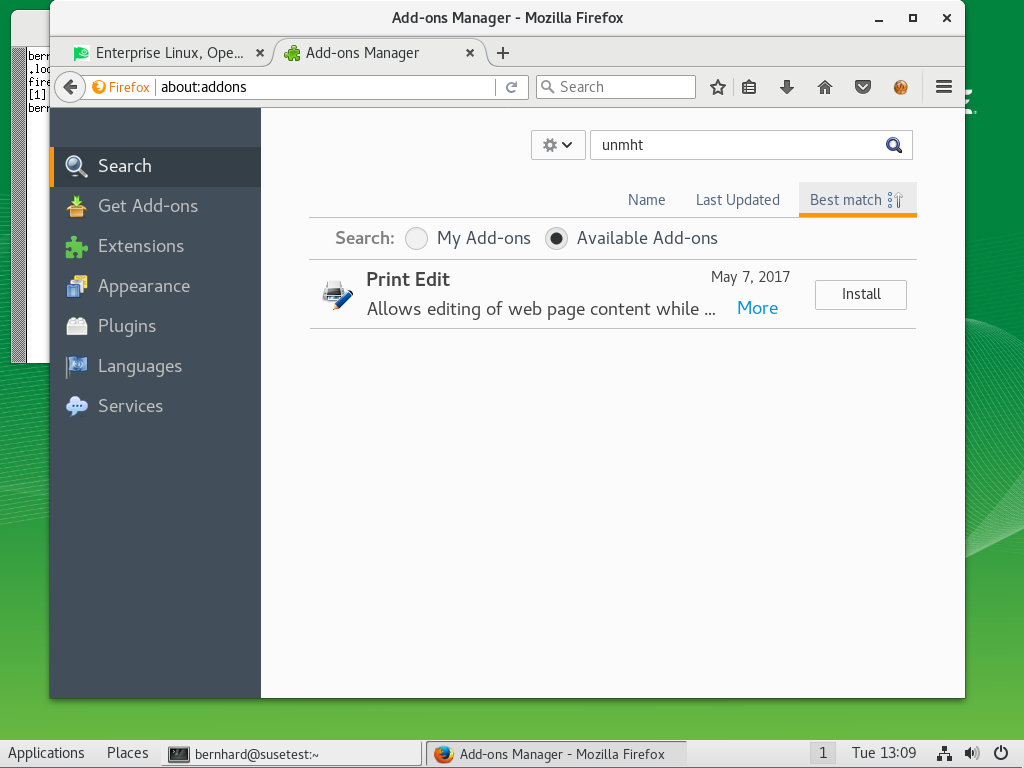 Add-ons Manager - Mozilla Firefox
Enterprise Linux, Ope...
Add-ons Manager
Firefox
about:addons
Search
bern
.loc
fire
[1]
bern
unmht
Search
Get Add-ons
Extensions
Appearance
Plugins
Languages
Services
Name
Last Updated
Best match
Search:
My Add-ons
Available Add-ons
Print Edit
May 7, 2017
Install
Allows editing of web page content while ...
More
Applications
Places
bernhard@susetest:~
Add-ons Manager - Mozilla Firefox
1
Tue 13:09